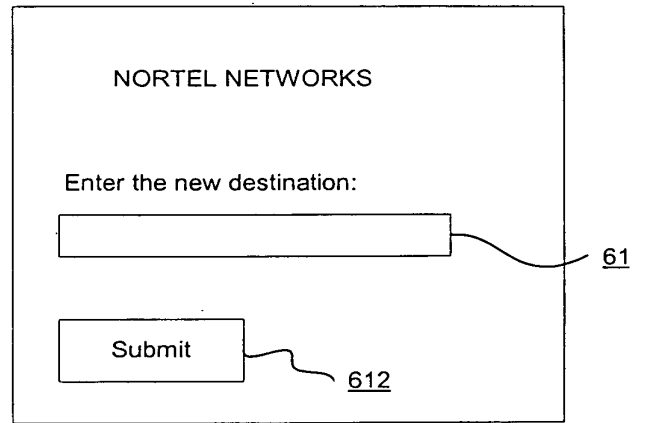 NORTEL NETWORKS
Enter the new destination:
61
Submit
612